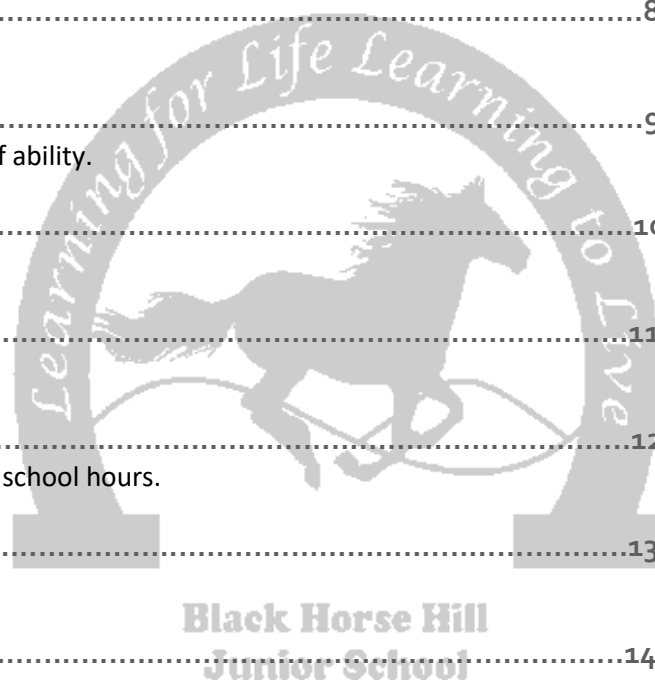 ........................................................................................8
Learning for Life Learning to Live
........................................................................................9
f ability.
........................................................................................10
........................................................................................11
........................................................................................12
school hours.
........................................................................................13
Black Horse Hill
........................................................................................14
Junior School